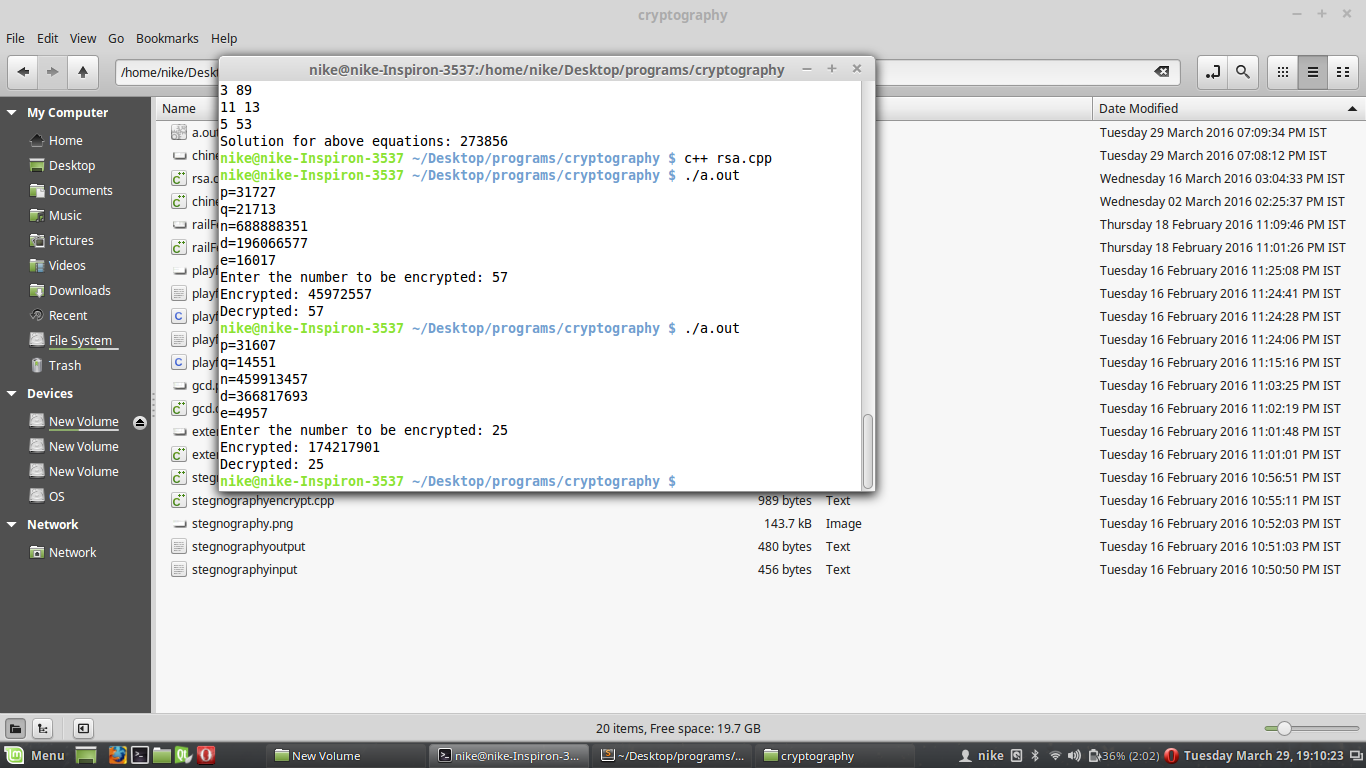 cryptography
File Edit View Go Bookmarks Help
/home/nike/Deskt
nike@nike-Inspiron-3537:/home/nike/Desktop/programs/cryptography
3 89
11 13
5 53
Solution for above equations: 273856
nike@nike-Inspiron-3537 ~/Desktop/programs/cryptography $ c++ rsa.cpp
nike@nike-Inspiron-3537 ~/Desktop/programs/cryptography $ ./a.out
p=31727
q=21713
n=688888351
d=196066577
e=16017
Enter the number to be encrypted: 57
Encrypted: 45972557
Decrypted: 57
nike@nike-Inspiron-3537 ~/Desktop/programs/cryptography $ ./a.out
p=31607
q=14551
n=459913457
d=366817693
e=4957
Enter the number to be encrypted: 25
Encrypted: 174217901
Decrypted: 25
nike@nike-Inspiron-3537 ~/Desktop/programs/cryptography $
My Computer
Home
Desktop
Documents
Music
Pictures
Videos
Downloads
Recent
File System
Trash
Devices
New Volume
New Volume
New Volume
OS
Network
Network
Name Date Modified
a.ou Tuesday 29 March 2016 07:09:34 PM IST
chine Tuesday 29 March 2016 07:08:12 PM IST
rsa.c Wednesday 16 March 2016 03:04:33 PM IST
chine Wednesday 02 March 2016 02:25:37 PM IST
railFe Thursday 18 February 2016 11:09:46 PM IST
railFe Thursday 18 February 2016 11:01:26 PM IST
playf Tuesday 16 February 2016 11:25:08 PM IST
playf Tuesday 16 February 2016 11:24:41 PM IST
playf Tuesday 16 February 2016 11:24:28 PM IST
playf Tuesday 16 February 2016 11:24:06 PM IST
playf Tuesday 16 February 2016 11:15:16 PM IST
gcd. Tuesday 16 February 2016 11:03:25 PM IST
gcd. Tuesday 16 February 2016 11:02:19 PM IST
exter Tuesday 16 February 2016 11:01:48 PM IST
exter Tuesday 16 February 2016 11:01:01 PM IST
stegn Tuesday 16 February 2016 10:56:51 PM IST
stegnographyencrypt.cpp 989 bytes Text Tuesday 16 February 2016 10:55:11 PM IST
stegnography.png 143.7 kB Image Tuesday 16 February 2016 10:52:03 PM IST
stegnographyoutput 480 bytes Text Tuesday 16 February 2016 10:51:03 PM IST
stegnographyinput 456 bytes Text Tuesday 16 February 2016 10:50:50 PM IST
20 items, Free space: 19.7 GB
Menu New Volume nike@nike-Inspiron-3... ~/Desktop/programs/... cryptography nike 36% (2:02) Tuesday March 29, 19:10:23